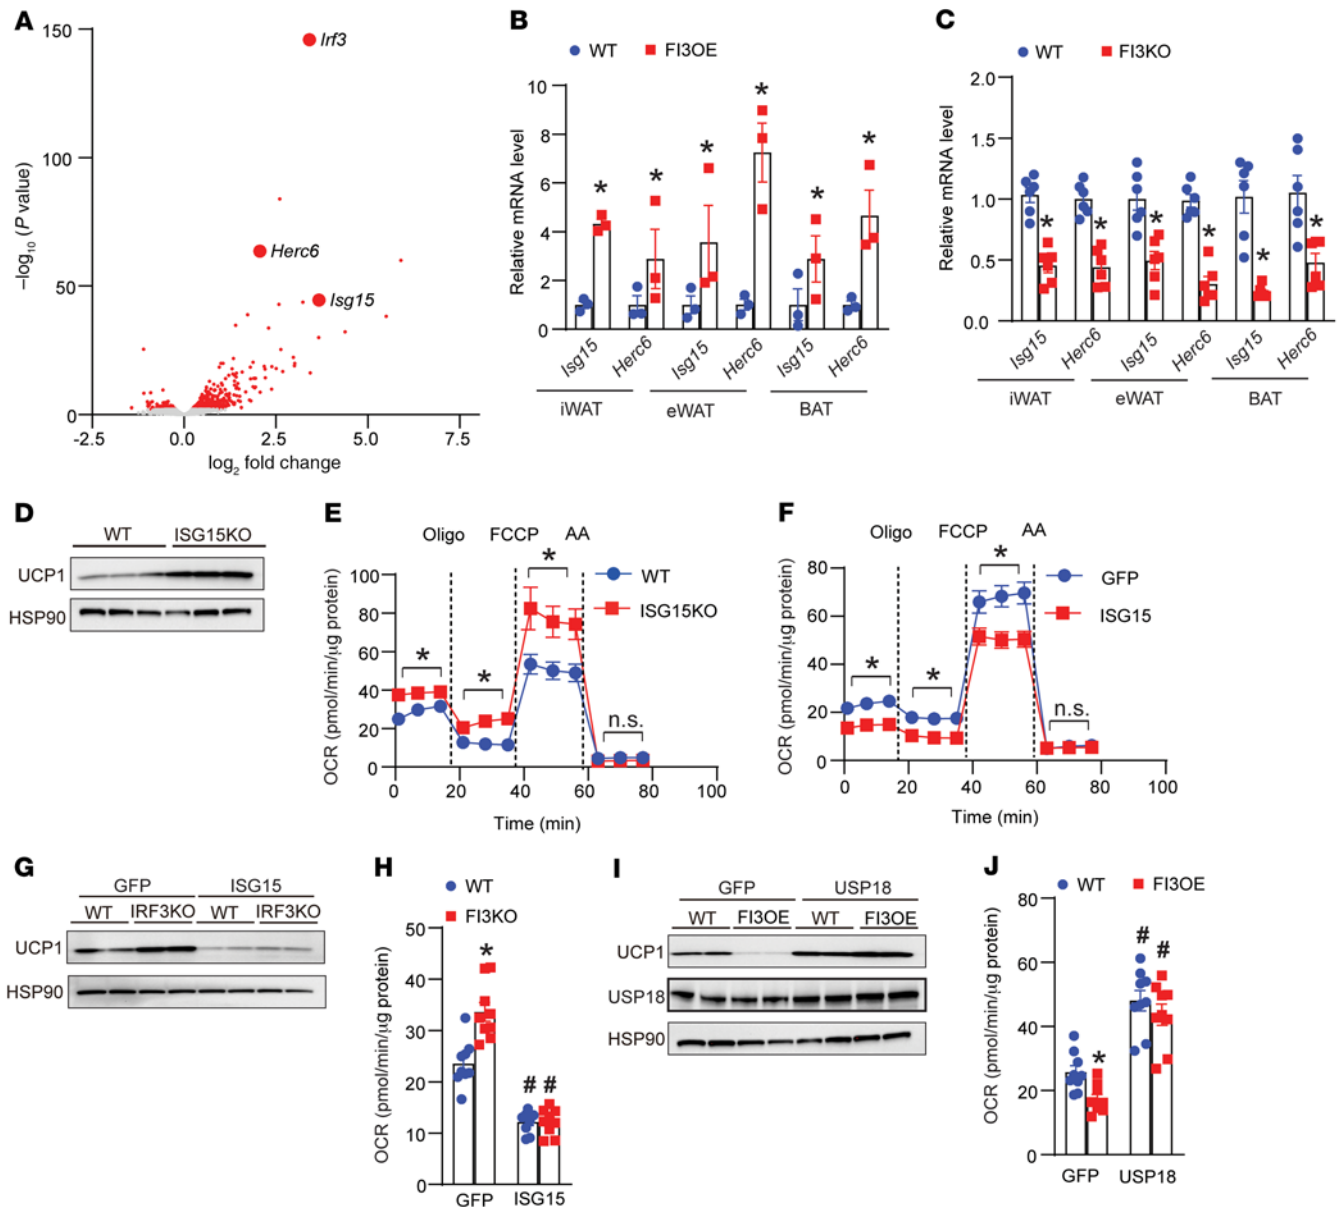 A
150
100
50
0
−log10 (P value)
Irf3
Herc6
Isg15
-2.5 0.0 2.5 5.0 7.5
log2 fold change
B
WT FI3OE
Relative mRNA level
10
8
6
4
2
0
* * * * * *
Isg15 Herc6 Isg15 Herc6 Isg15 Herc6
iWAT eWAT BAT
C
WT FI3KO
Relative mRNA level
2.0
1.5
1.0
0.5
0.0
* * * * * *
Isg15 Herc6 Isg15 Herc6 Isg15 Herc6
iWAT eWAT BAT
D
WT ISG15KO
UCP1
HSP90
E
Oligo FCCP AA
OCR (pmol/min/μg protein)
100
80
60
40
20
0
* * * n.s.
WT
ISG15KO
0 20 40 60 80 100
Time (min)
F
Oligo FCCP AA
OCR (pmol/min/μg protein)
80
60
40
20
0
* * * n.s.
GFP
ISG15
0 20 40 60 80 100
Time (min)
G
GFP ISG15
WT IRF3KO WT IRF3KO
UCP1
HSP90
H
WT
FI3KO
OCR (pmol/min/μg protein)
50
40
30
20
10
0
* # #
GFP ISG15
I
GFP USP18
WT FI3OE WT FI3OE
UCP1
USP18
HSP90
J
WT FI3OE
OCR (pmol/min/μg protein)
80
60
40
20
0
* # #
GFP USP18